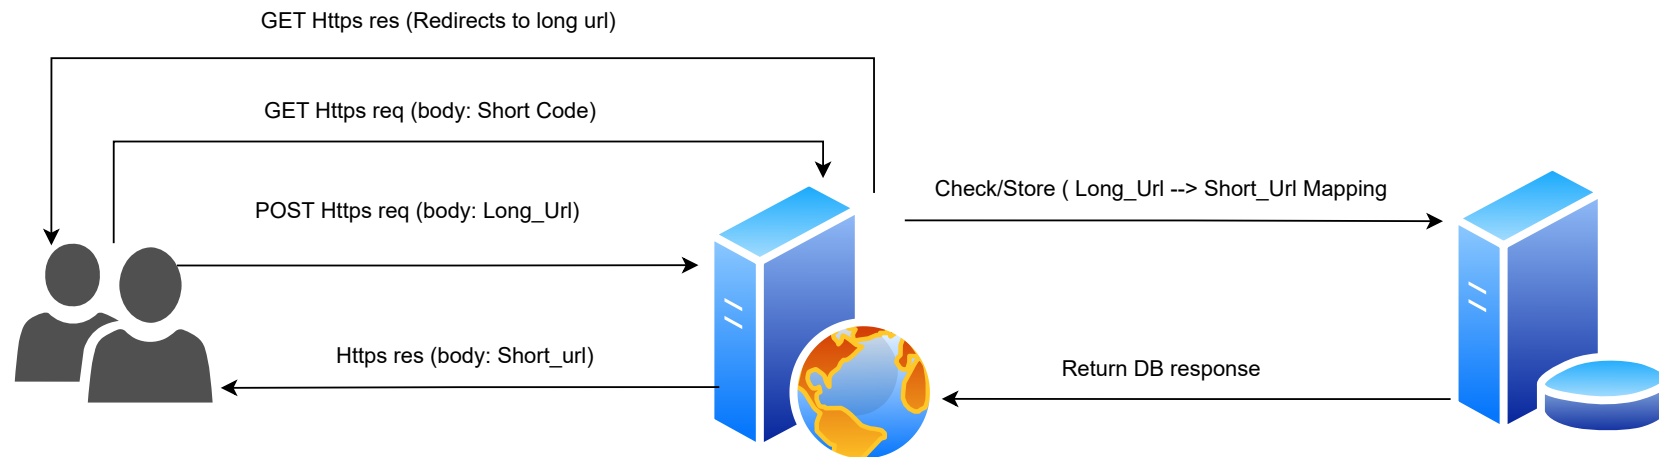 GET Https res (Redirects to long url)
GET Https req (body: Short Code)
POST Https req (body: Long_Url)
Check/Store ( Long_Url --> Short_Url Mapping
Https res (body: Short_url)
Return DB response